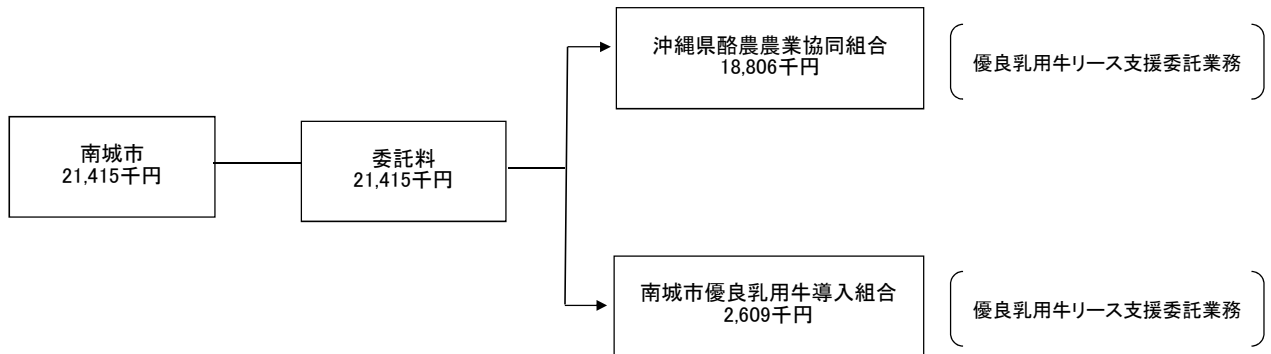 南城市
21,415千円
委託料
21,415千円
沖縄県酪農農業協同組合
18,806千円
優良乳用牛リース支援委託業務
南城市優良乳用牛導入組合
2,609千円
優良乳用牛リース支援委託業務